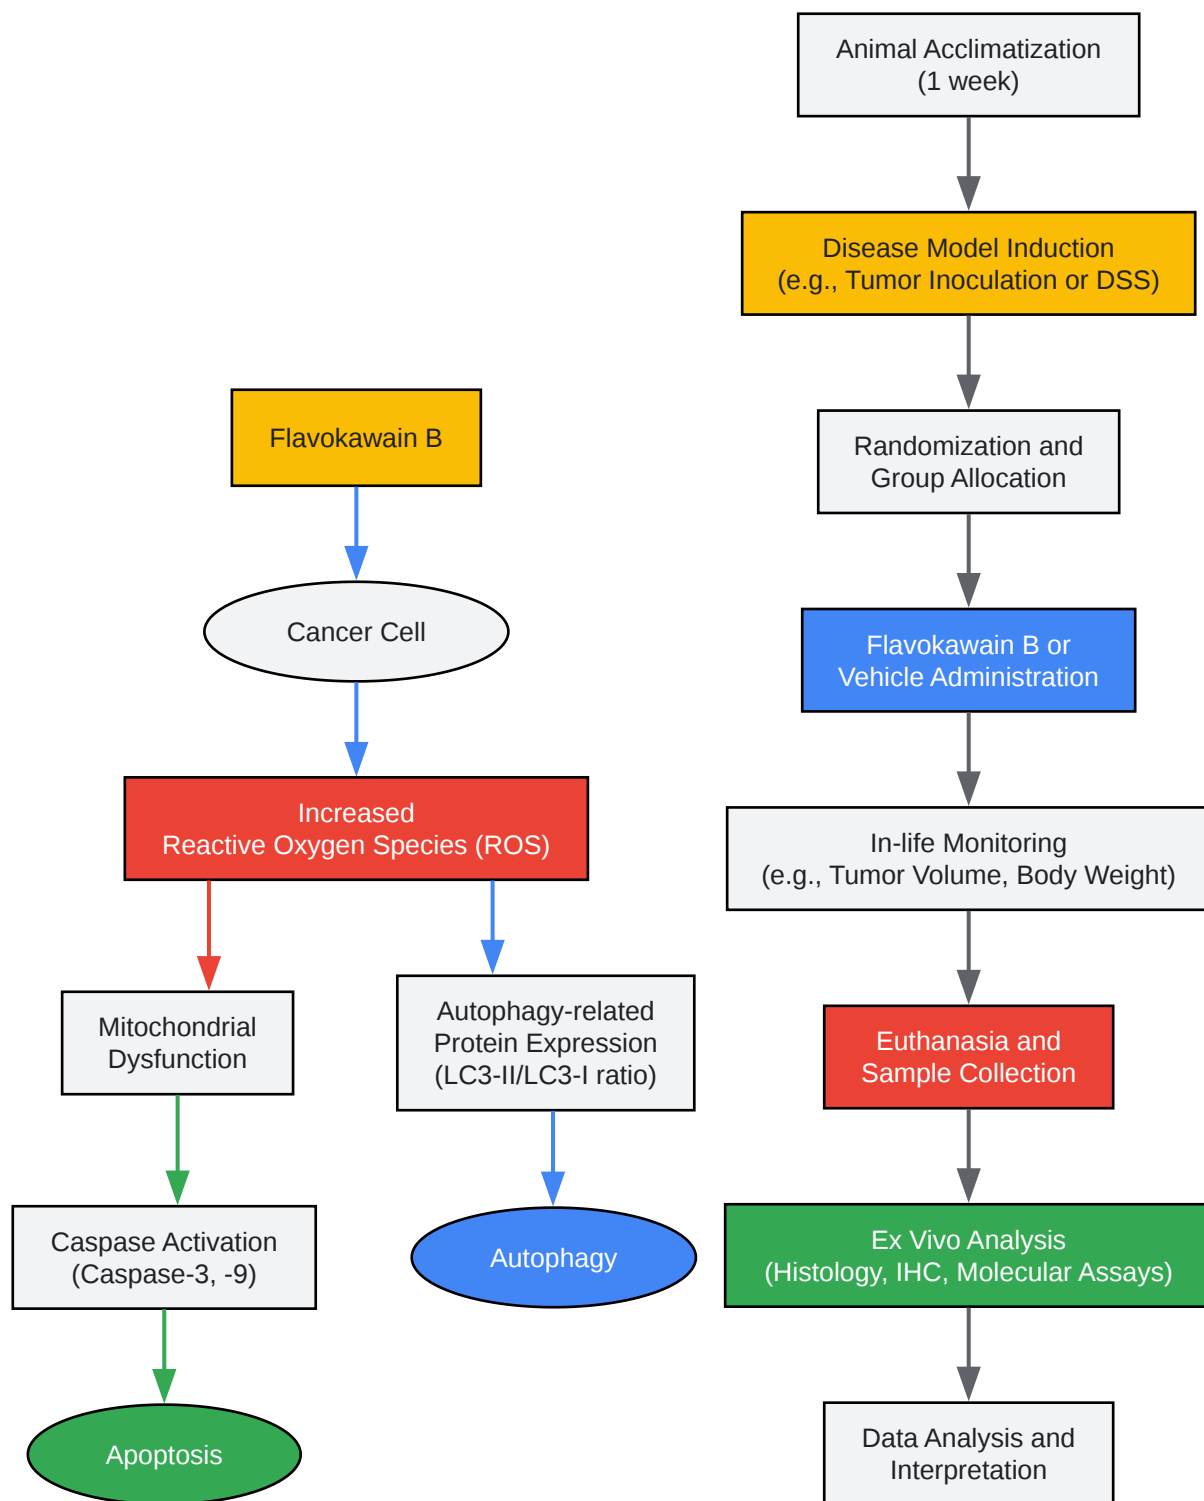 Flavokawain B
Cancer Cell
Increased
Reactive Oxygen Species (ROS)
Mitochondrial
Dysfunction
Caspase Activation
(Caspase-3, -9)
Apoptosis
Autophagy-related
Protein Expression
(LC3-II/LC3-I ratio)
Autophagy
Animal Acclimatization
(1 week)
Disease Model Induction
(e.g., Tumor Inoculation or DSS)
Randomization and
Group Allocation
Flavokawain B or
Vehicle Administration
In-life Monitoring
(e.g., Tumor Volume, Body Weight)
Euthanasia and
Sample Collection
Ex Vivo Analysis
(Histology, IHC, Molecular Assays)
Data Analysis and
Interpretation